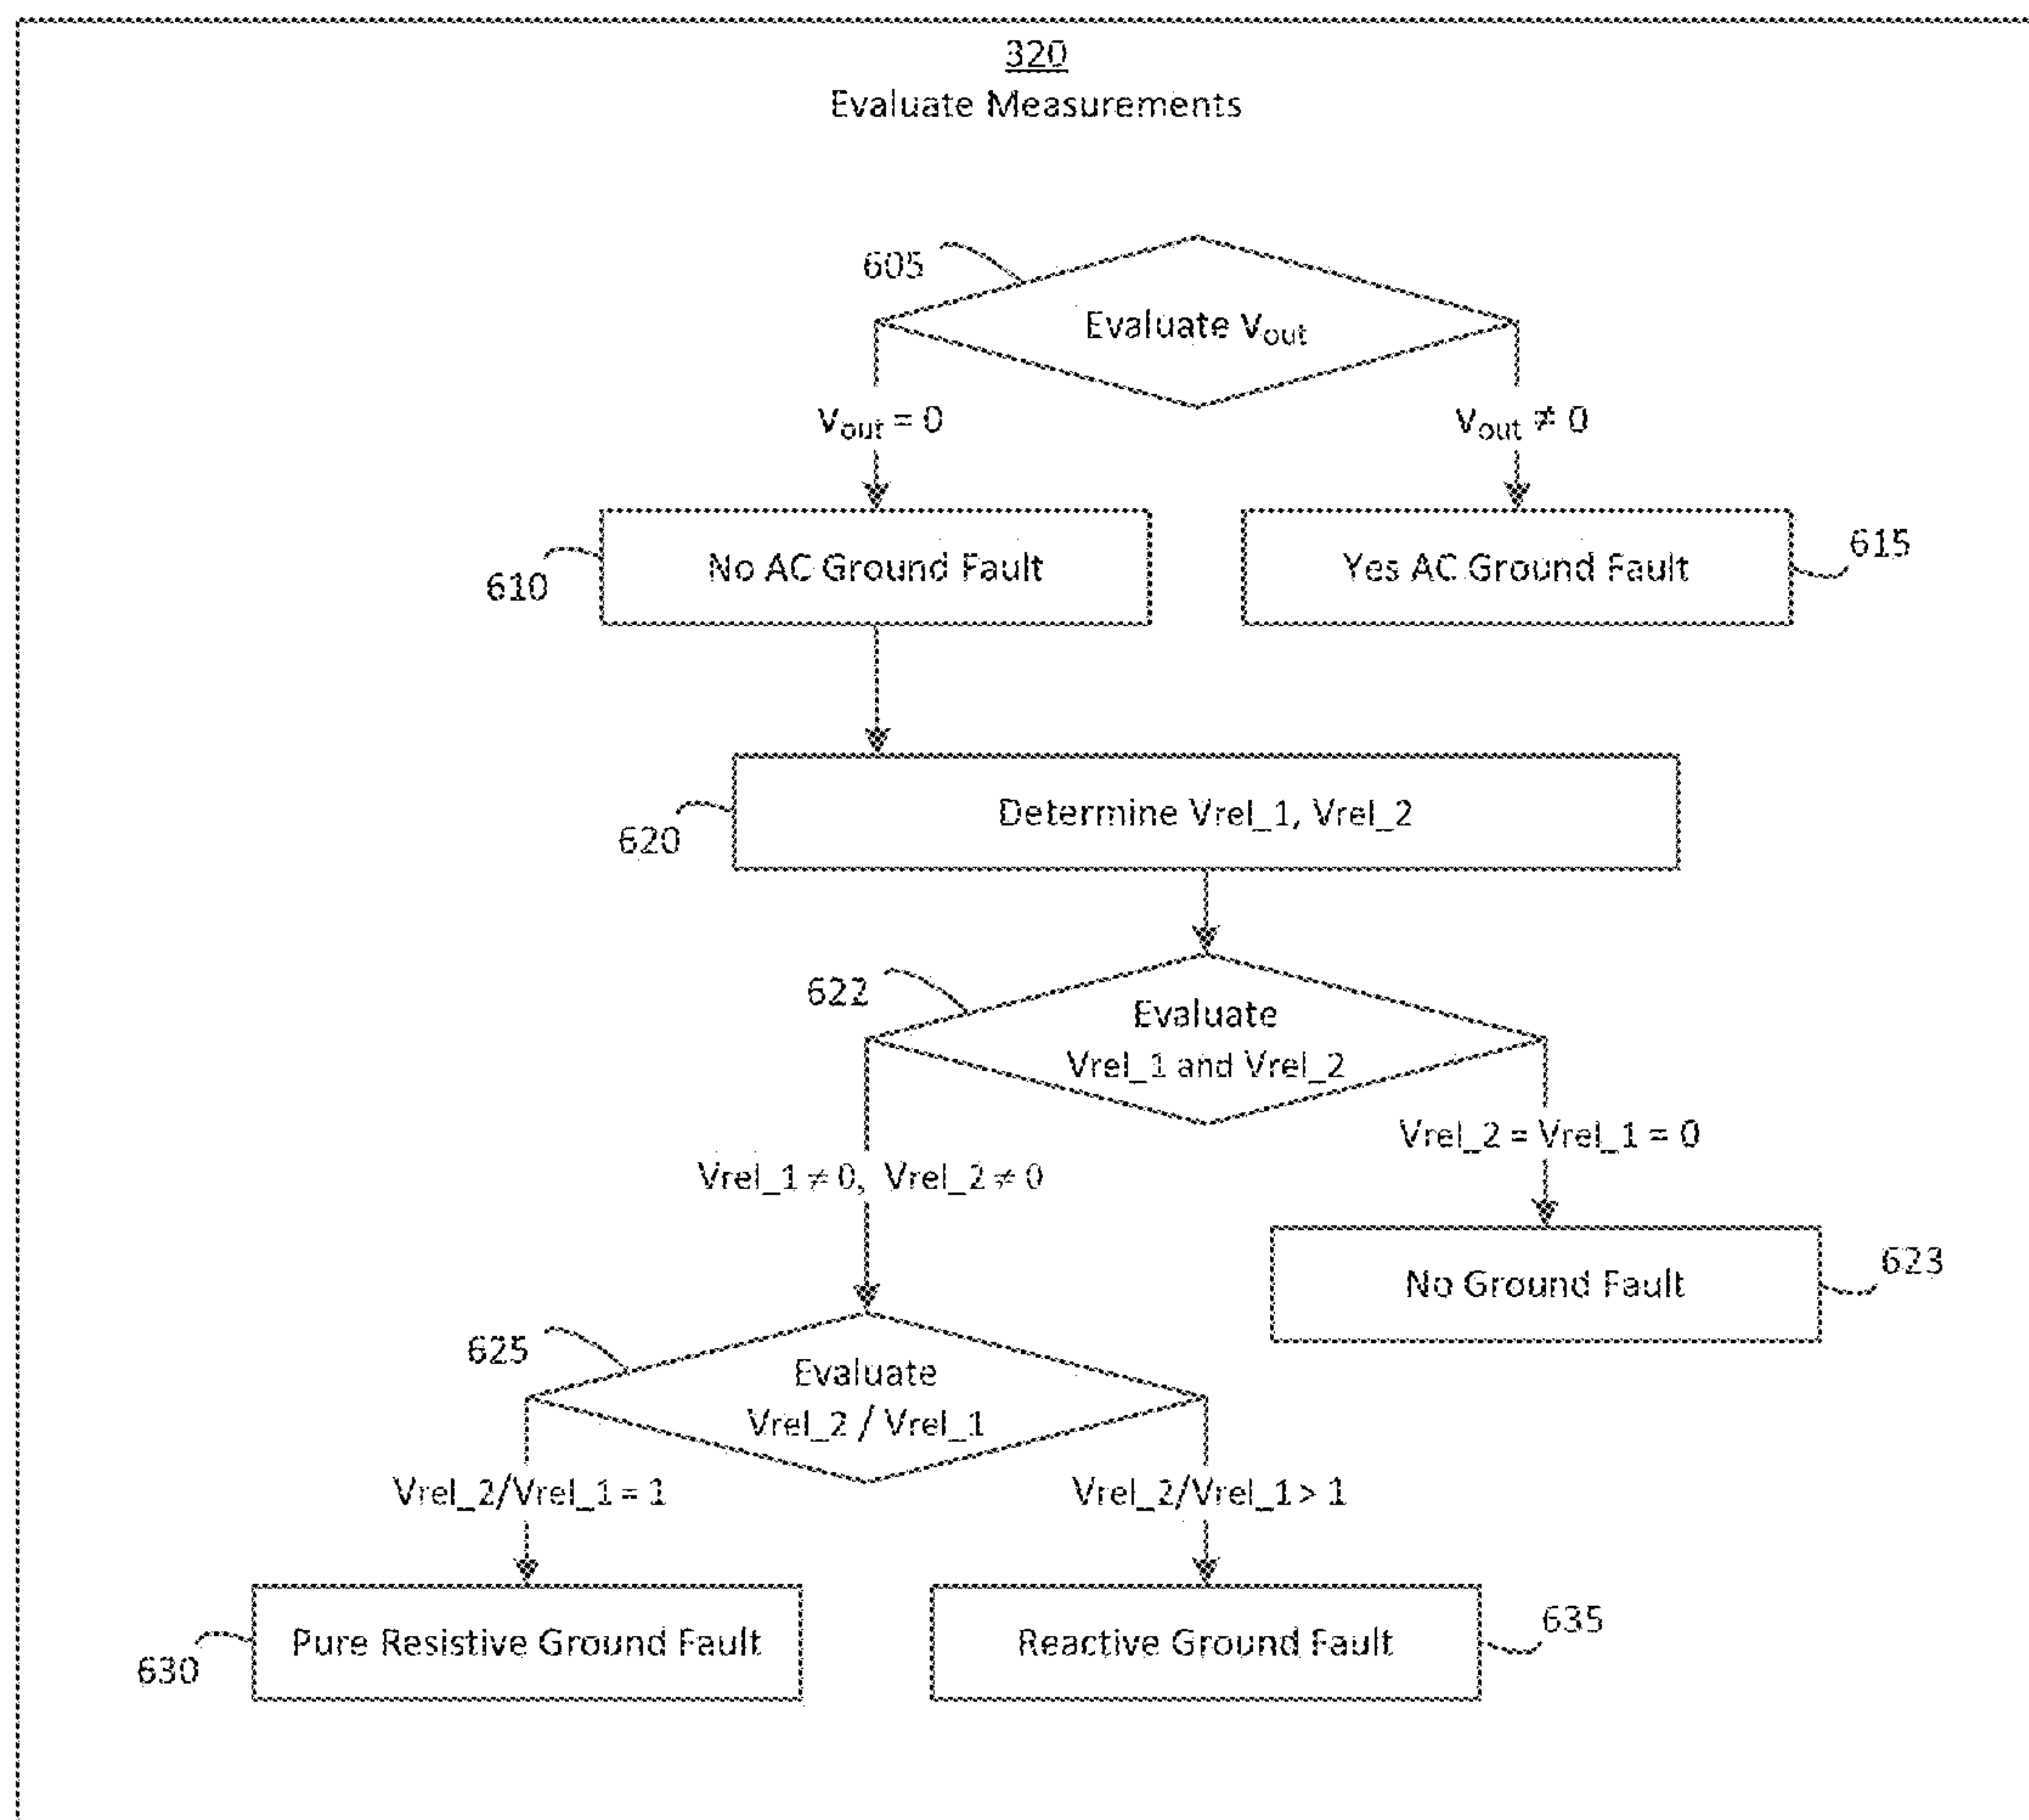 320
Evaluate Measurements
605
Evaluate Vout
Vout = 0
Vout ≠ 0
610
No AC Ground Fault
Yes AC Ground Fault
615
620
Determine Vrel_1, Vrel_2
622
Evaluate
Vrel_1 and Vrel_2
Vrel_1 ≠ 0, Vrel_2 ≠ 0
Vrel_2 = Vrel_1 = 0
No Ground Fault
623
625
Evaluate
Vrel_2 / Vrel_1
Vrel_2/Vrel_1 = 1
Vrel_2/Vrel_1 > 1
630
Pure Resistive Ground Fault
Reactive Ground Fault
635